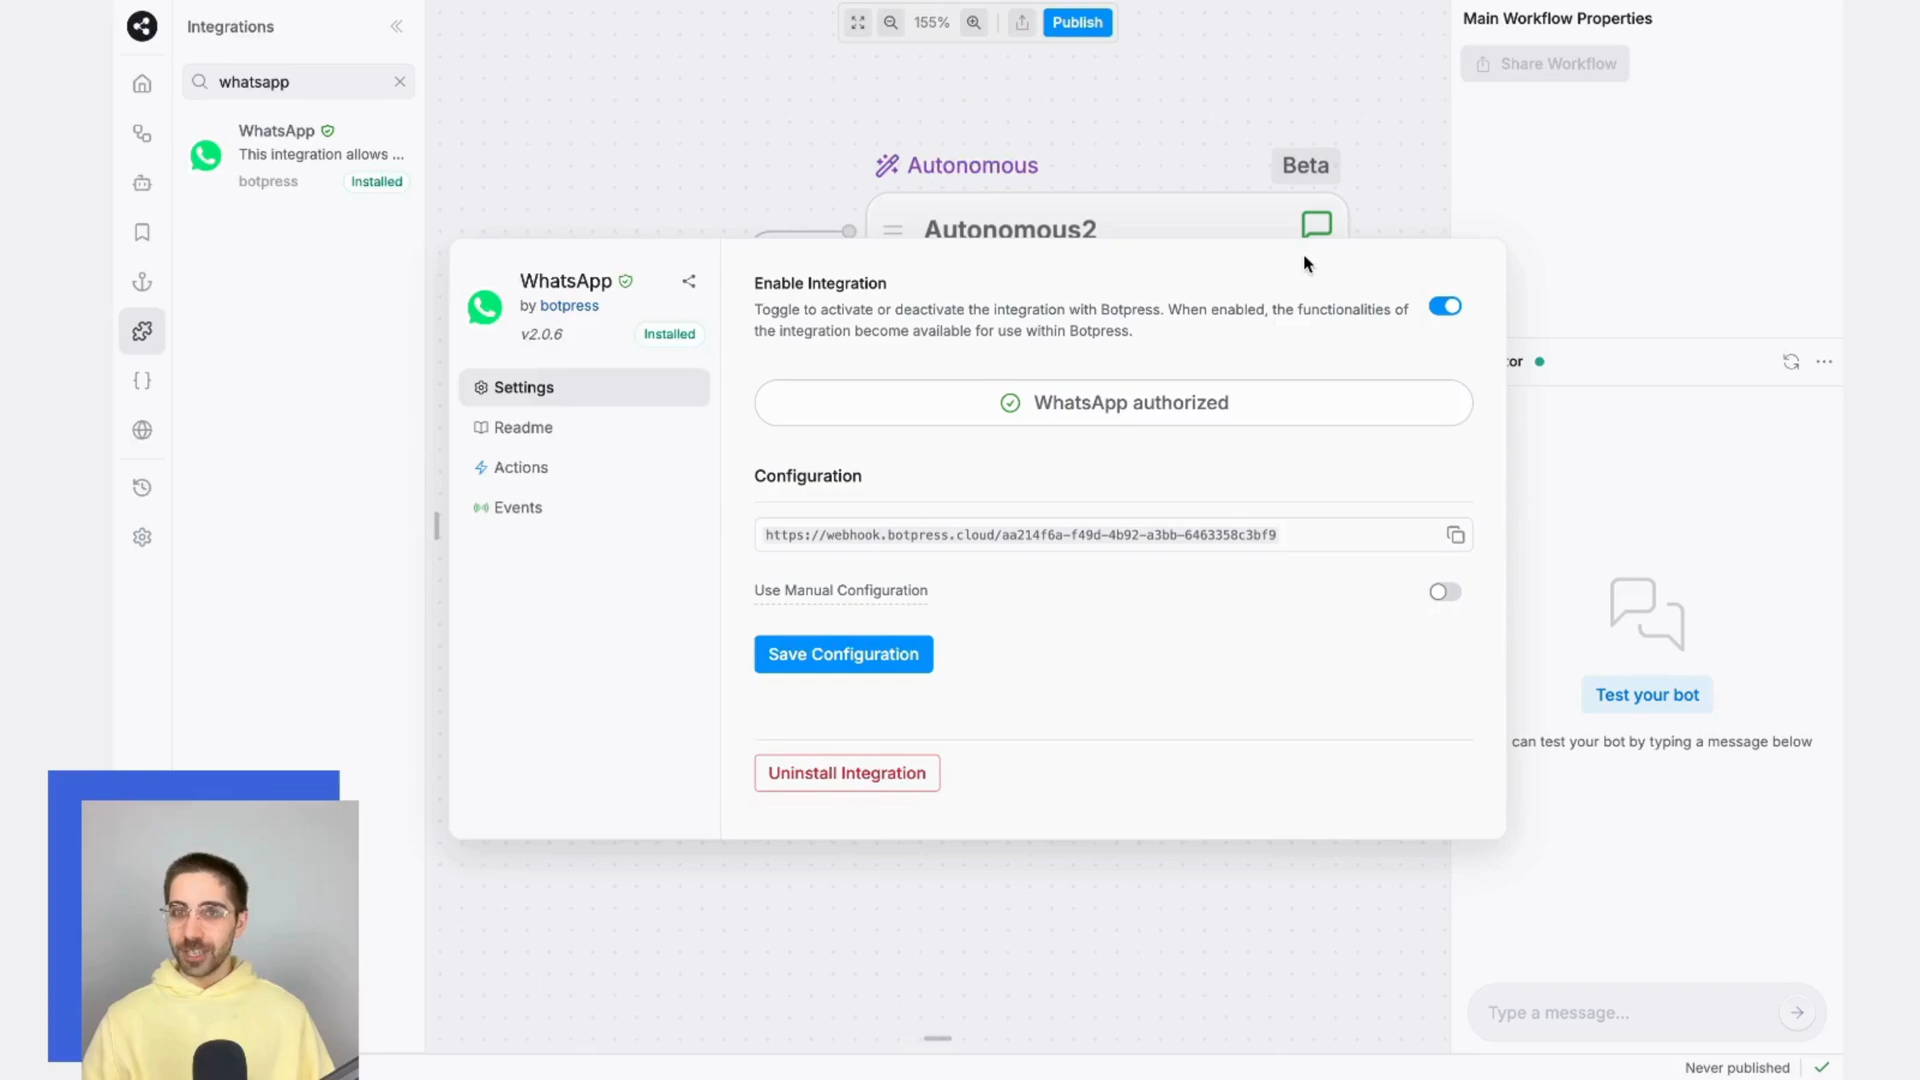 Integrations
whatsapp
WhatsApp
This integration allows ...
botpress
Installed
155%
Publish
Main Workflow Properties
Share Workflow
Autonomous
Beta
Autonomous2
WhatsApp
by botpress
v2.0.6
Installed
Settings
Readme
Actions
Events
Enable Integration
Toggle to activate or deactivate the integration with Botpress. When enabled, the functionalities of
the integration become available for use within Botpress.
WhatsApp authorized
Configuration
https://webhook.botpress.cloud/aa214f6a-f49d-4b92-a3bb-6463358c3bf9
Use Manual Configuration
Save Configuration
Uninstall Integration
tor
Test your bot
can test your bot by typing a message below
Type a message...
Never published